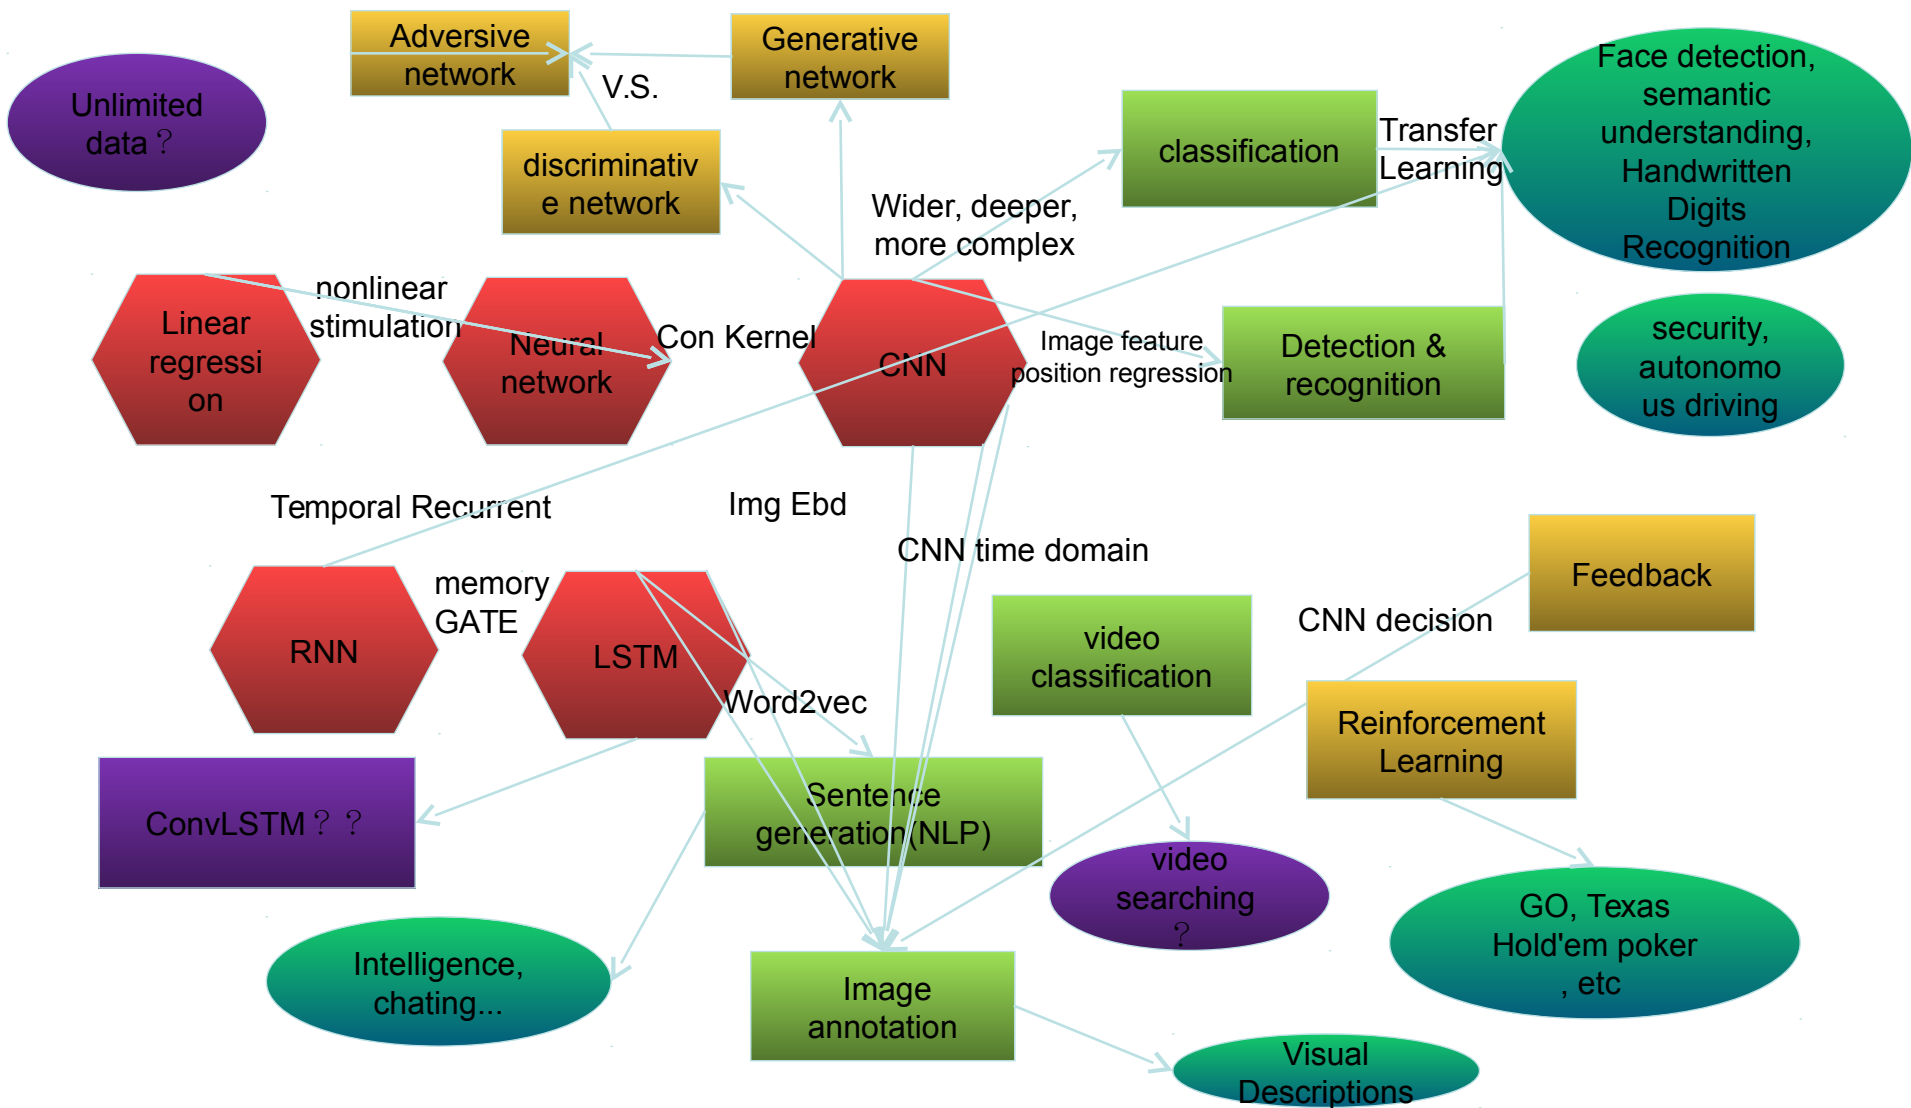 Adversive
network
Generative
network
V.S.
Unlimited
data？
discriminativ
e network
classification
Transfer
Learning
Face detection,
semantic
understanding,
Handwritten
Digits
Recognition
Wider, deeper,
more complex
Linear
regressi
on
nonlinear
stimulation
Neural
network
Con Kernel
CNN
Image feature
position regression
Detection &
recognition
security,
autonomo
us driving
Temporal Recurrent
Img Ebd
CNN time domain
Feedback
RNN
memory
GATE
LSTM
Word2vec
video
classification
CNN decision
Reinforcement
Learning
ConvLSTM？？
Sentence
generation(NLP)
video
searching
？
GO, Texas
Hold'em poker
, etc
Intelligence,
chating...
Image
annotation
Visual
Descriptions